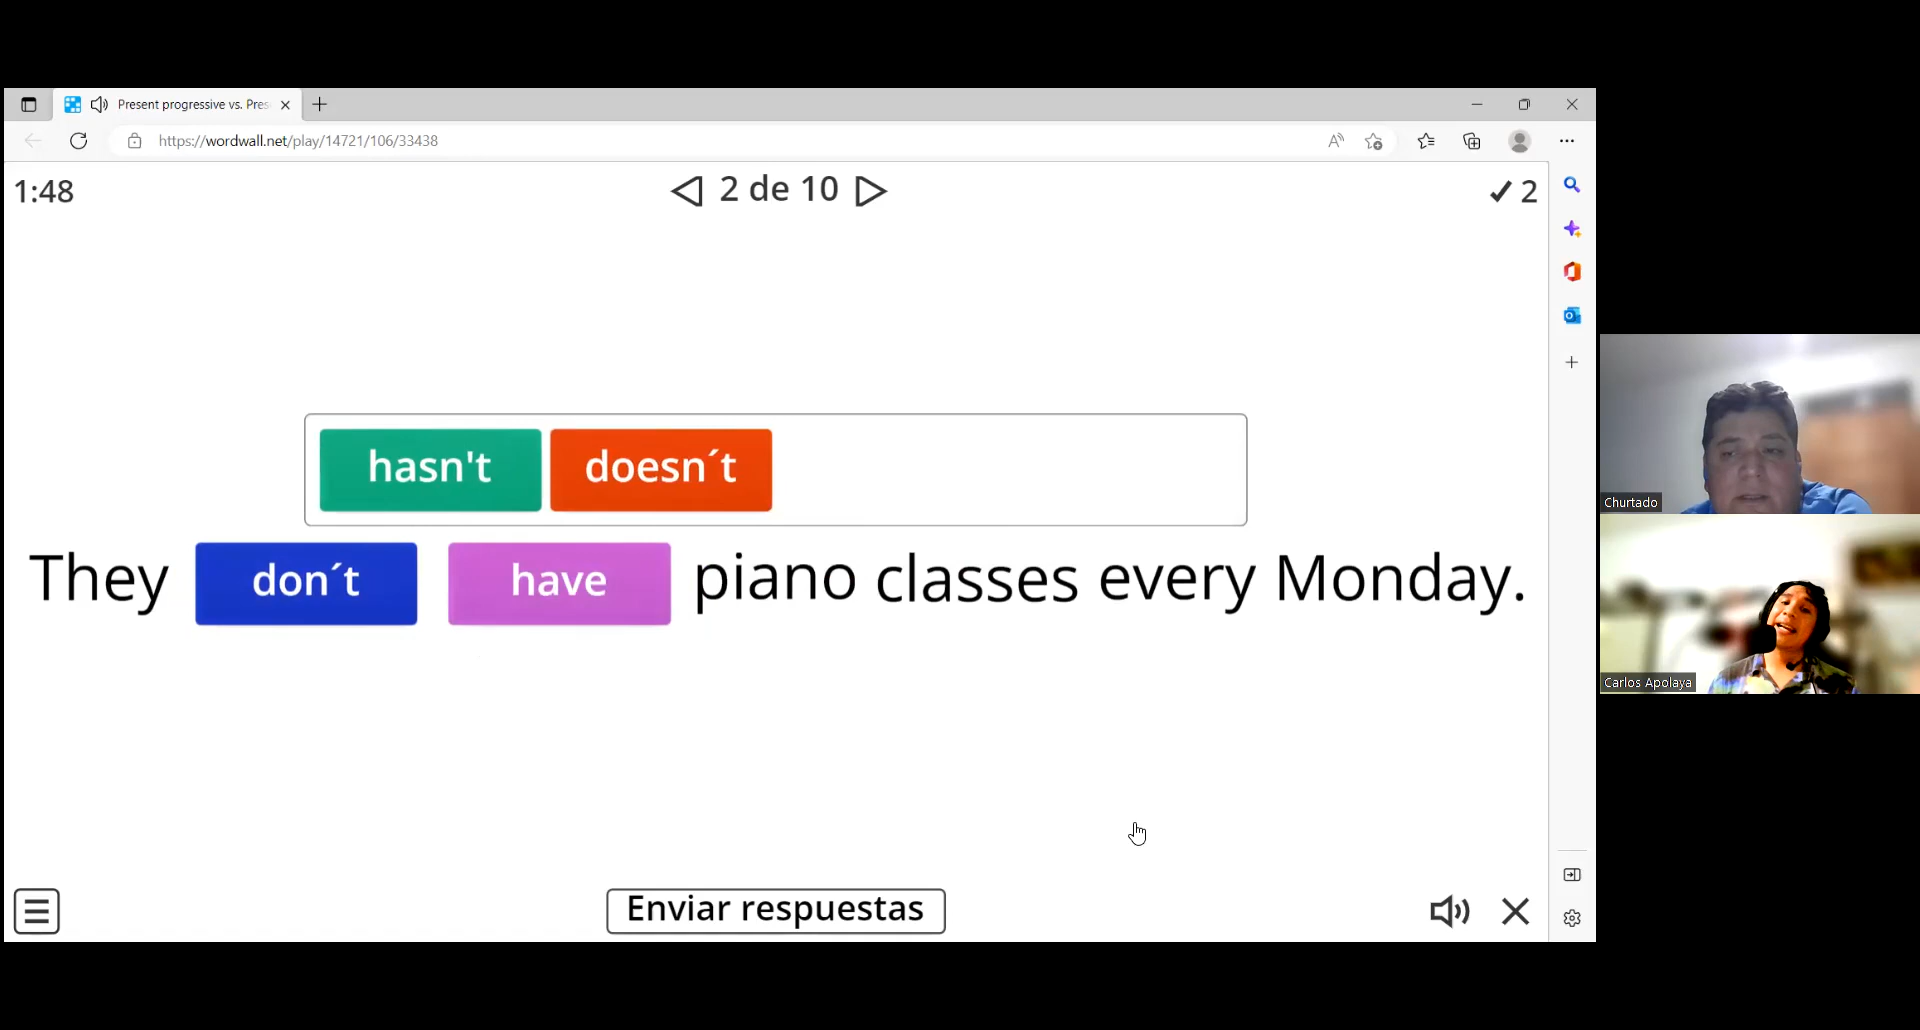 Present progressive vs. Pres
https://wordwall.net/play/14721/106/33438
1:48
2 de 10
✓ 2
hasn't doesn´t
They don´t have piano classes every Monday.
Enviar respuestas
Churtado
Carlos Apolaya